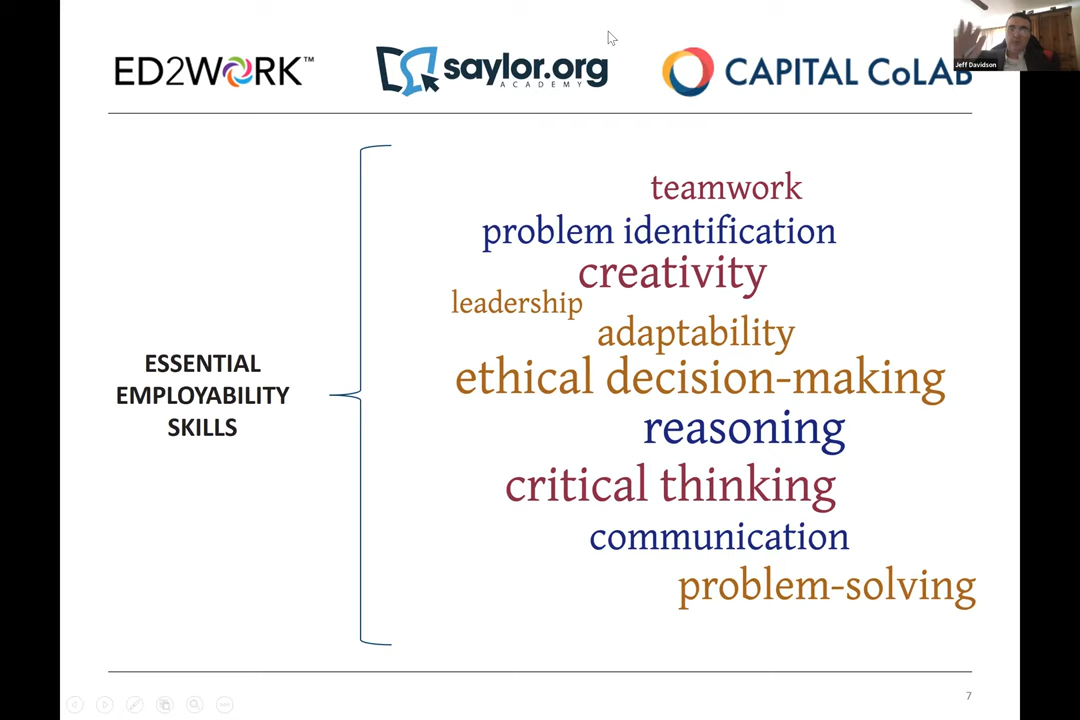 ED2WORK™
saylor.org
ACADEMY
CAPITAL CoLAB
Jeff Davidson
ESSENTIAL
EMPLOYABILITY
SKILLS
teamwork
problem identification
creativity
leadership
adaptability
ethical decision-making
reasoning
critical thinking
communication
problem-solving
7